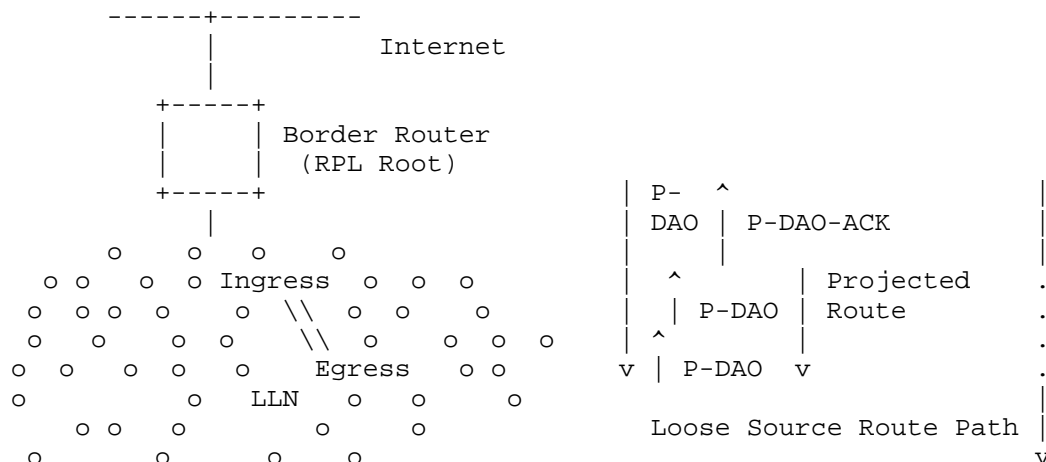 Internet
Border Router
(RPL Root)
P-
DAO P-DAO-ACK
Ingress Projected
P-DAO Route
Egress P-DAO
LLN
Loose Source Route Path